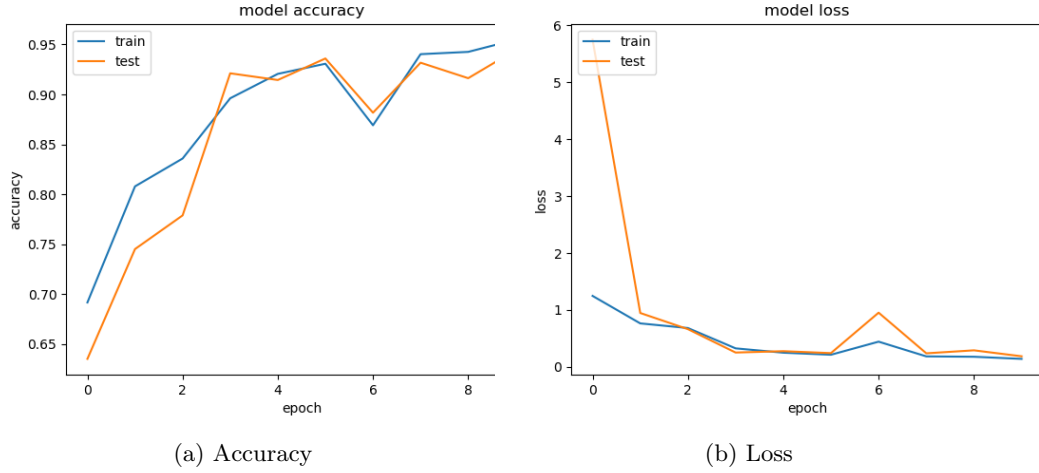 model accuracy
train
test
0.95
0.90
0.85
0.80
0.75
0.70
0.65
accuracy
0 2 4 6 8
epoch
(a) Accuracy
model loss
train
test
6
5
4
3
2
1
0
loss
0 2 4 6 8
epoch
(b) Loss